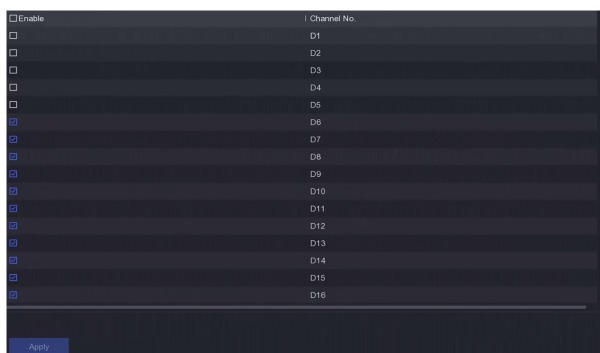 Enable | Channel No.
D1
D2
D3
D4
D5
D6
D7
D8
D9
D10
D11
D12
D13
D14
D15
D16
Apply